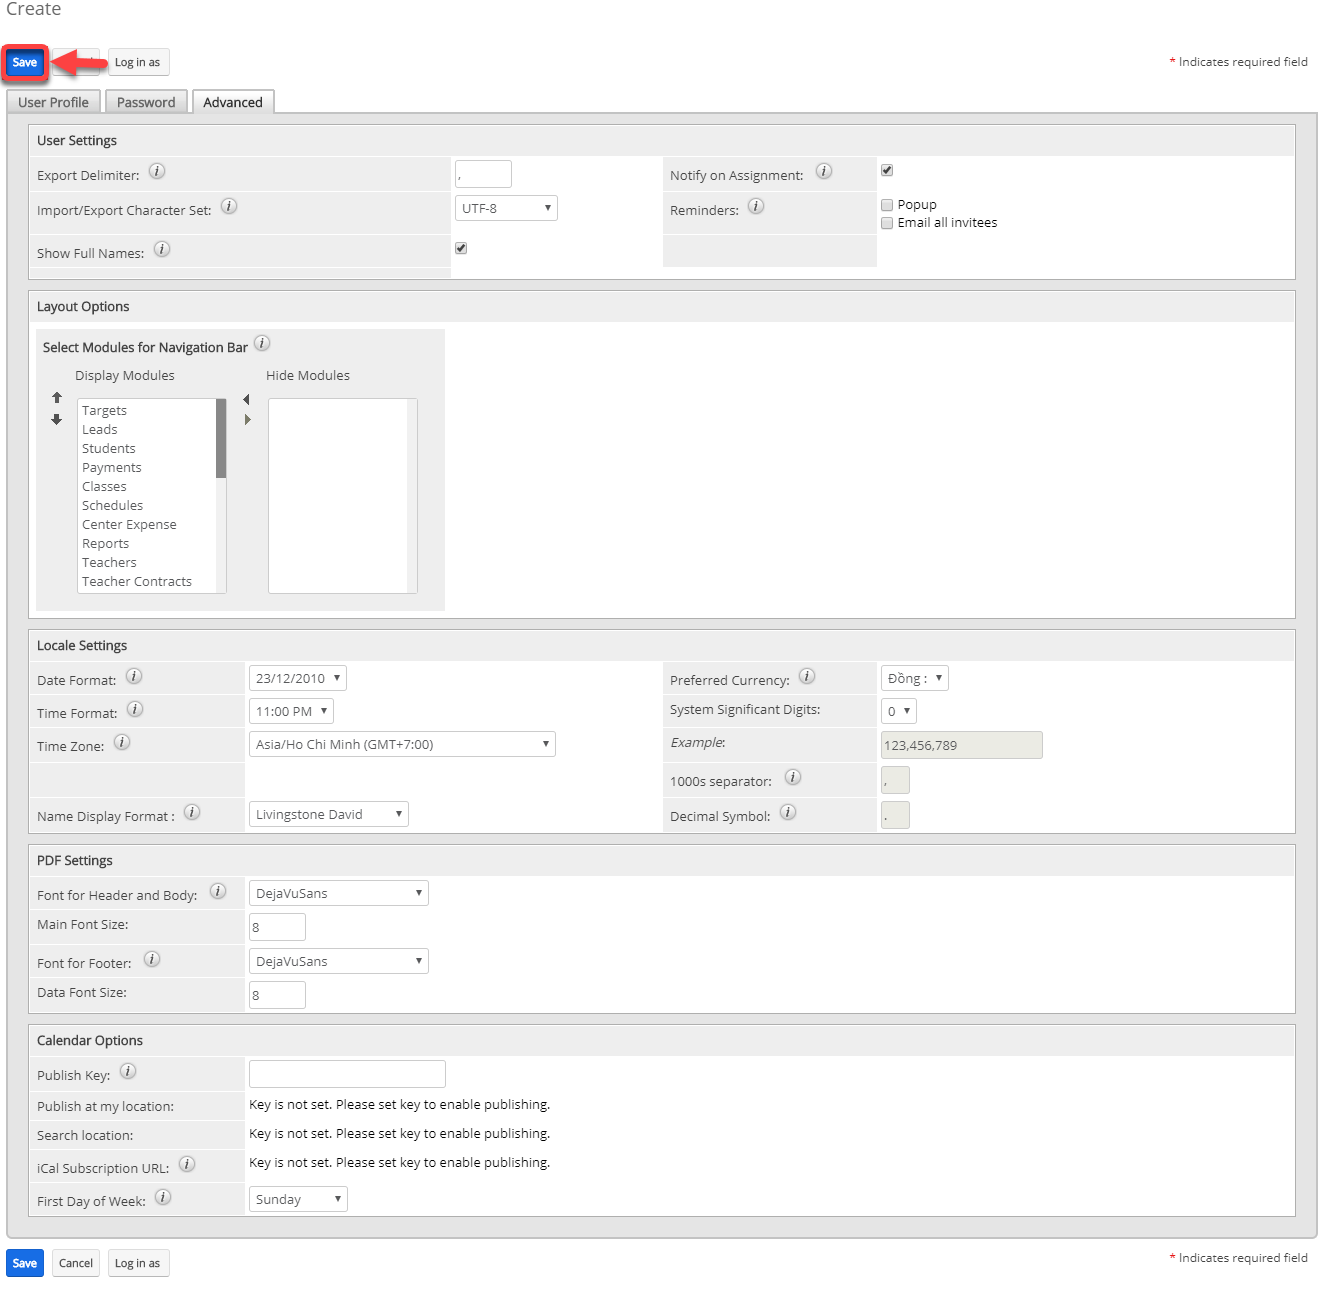 Create
Save Log in as
* Indicates required field
User Profile Password Advanced
User Settings
Export Delimiter: i , Notify on Assignment: i
Import/Export Character Set: i UTF-8 Reminders: i Popup
Email all invitees
Show Full Names: i
Layout Options
Select Modules for Navigation Bar i
Display Modules Hide Modules
Targets
Leads
Students
Payments
Classes
Schedules
Center Expense
Reports
Teachers
Teacher Contracts
Locale Settings
Date Format: i 23/12/2010 Preferred Currency: i Đồng :
Time Format: i 11:00 PM System Significant Digits: 0
Time Zone: i Asia/Ho Chi Minh (GMT+7:00) Example: 123,456,789
1000s separator: i ,
Name Display Format : i Livingstone David Decimal Symbol: i .
PDF Settings
Font for Header and Body: i DejaVuSans
Main Font Size: 8
Font for Footer: i DejaVuSans
Data Font Size: 8
Calendar Options
Publish Key: i
Publish at my location: Key is not set. Please set key to enable publishing.
Search location: Key is not set. Please set key to enable publishing.
iCal Subscription URL: i Key is not set. Please set key to enable publishing.
First Day of Week: i Sunday
Save Cancel Log in as
* Indicates required field